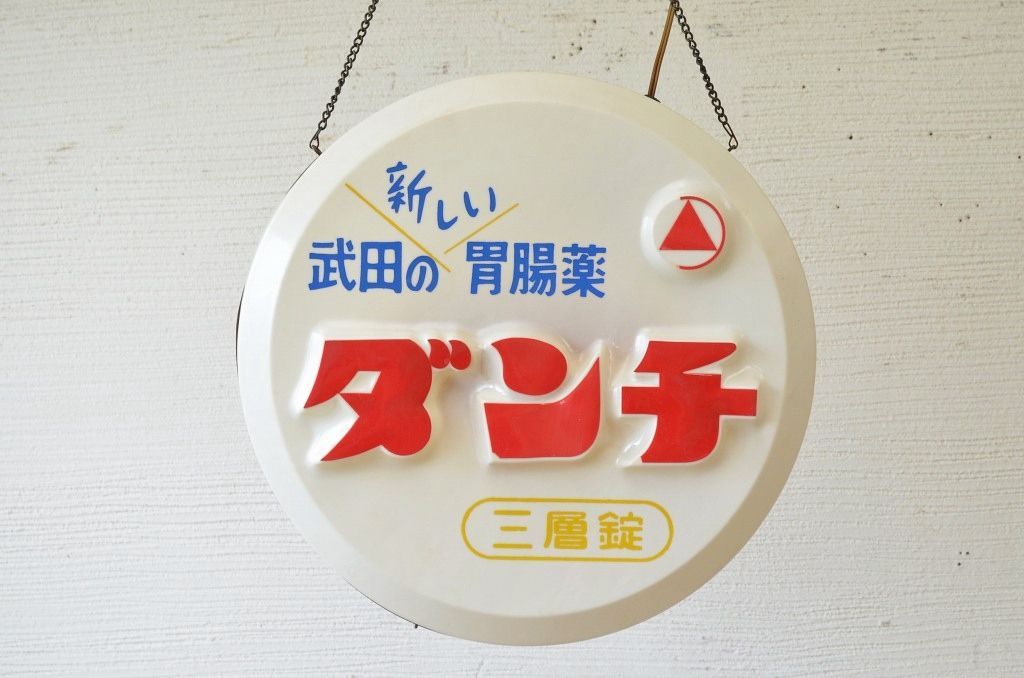 新しい
武田の胃腸薬
ダンチ
三層錠